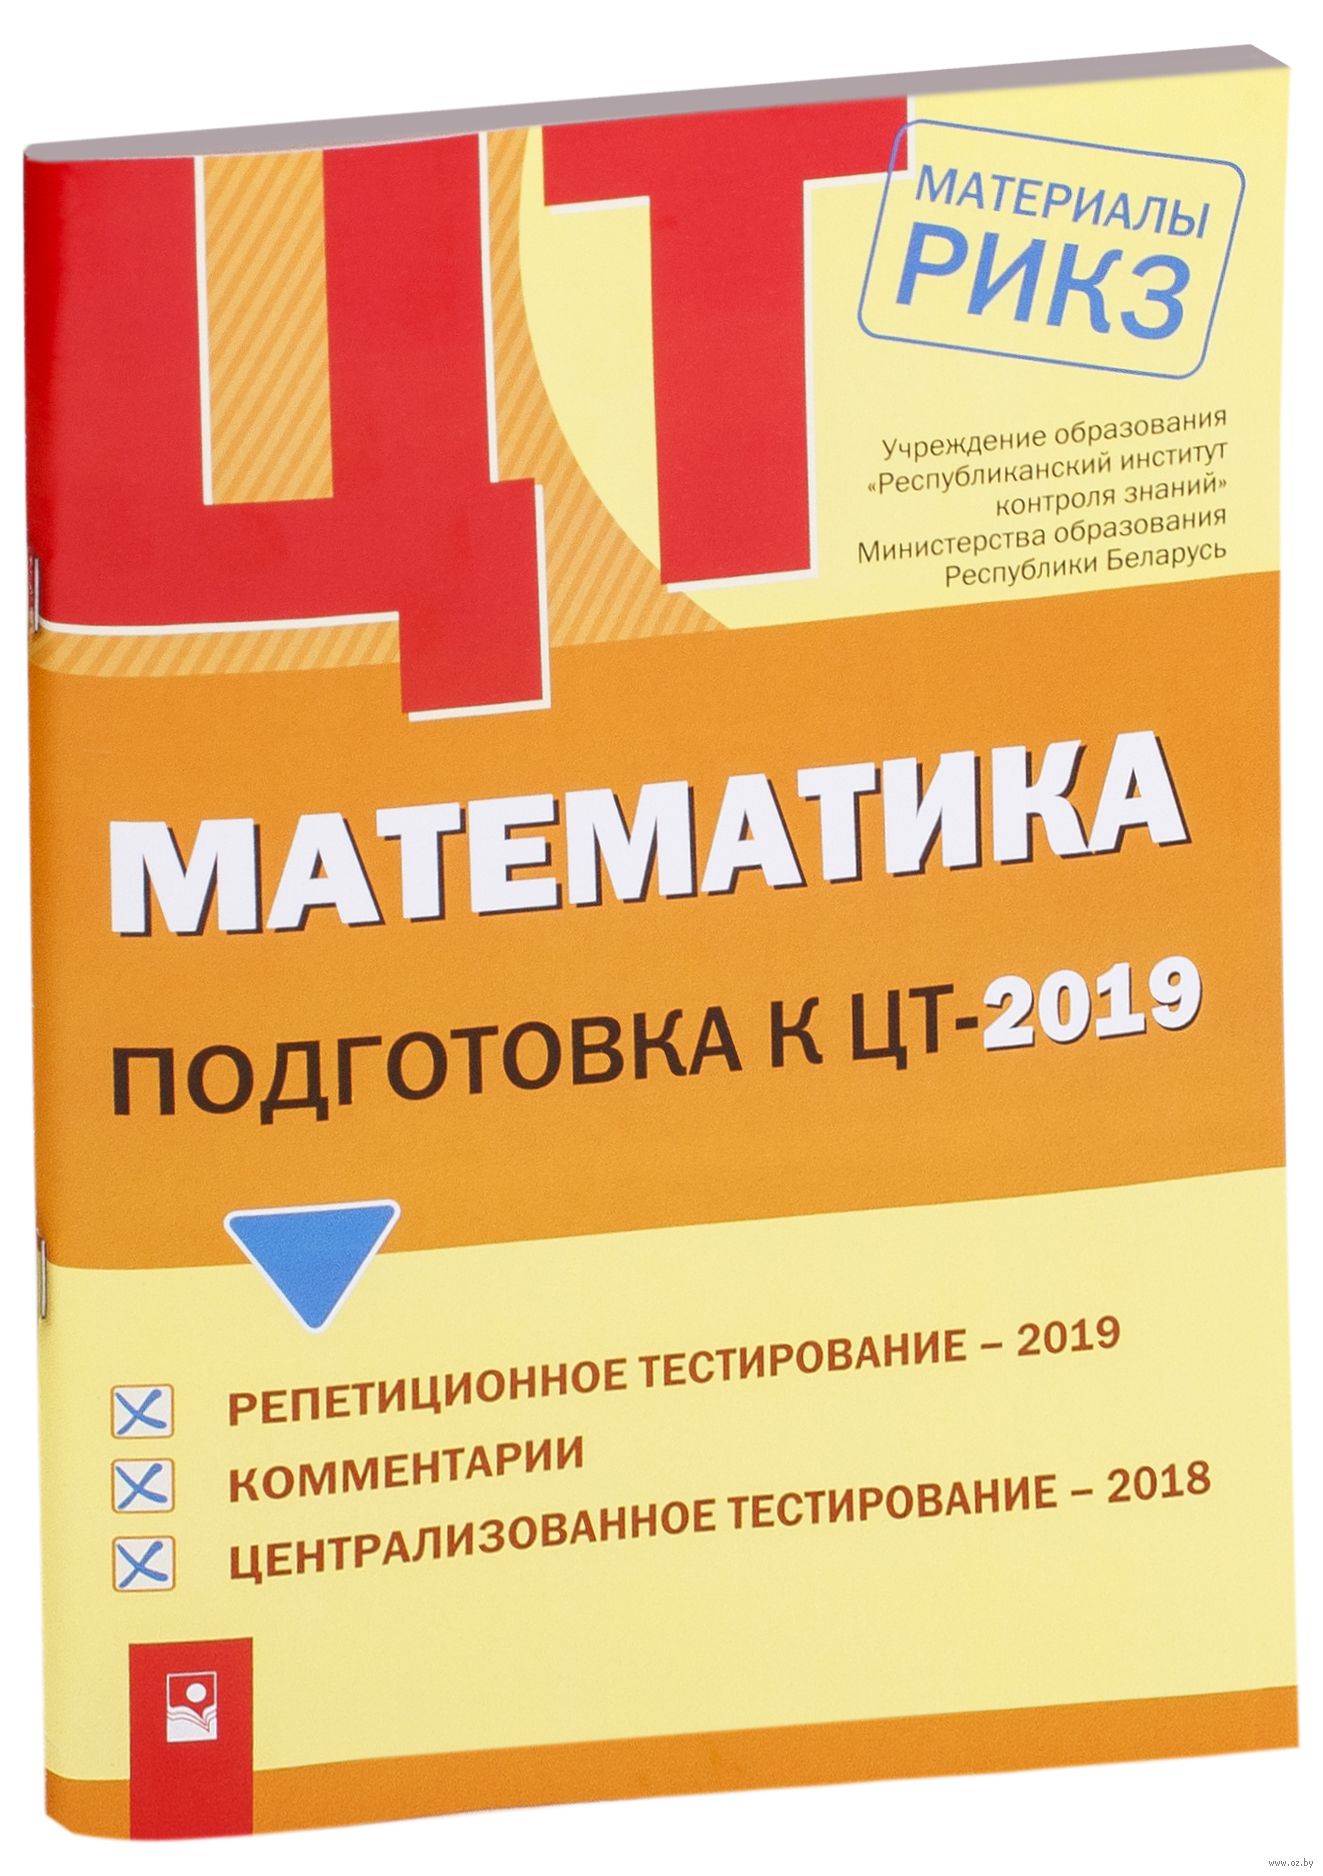 ЦТ
МАТЕРИАЛЫ
РИКЗ
Учреждение образования
«Республиканский институт
контроля знаний»
Министерства образования
Республики Беларусь
МАТЕМАТИКА
ПОДГОТОВКА К ЦТ-2019
РЕПЕТИЦИОННОЕ ТЕСТИРОВАНИЕ – 2019
КОММЕНТАРИИ
ЦЕНТРАЛИЗОВАННОЕ ТЕСТИРОВАНИЕ – 2018
www.oz.by